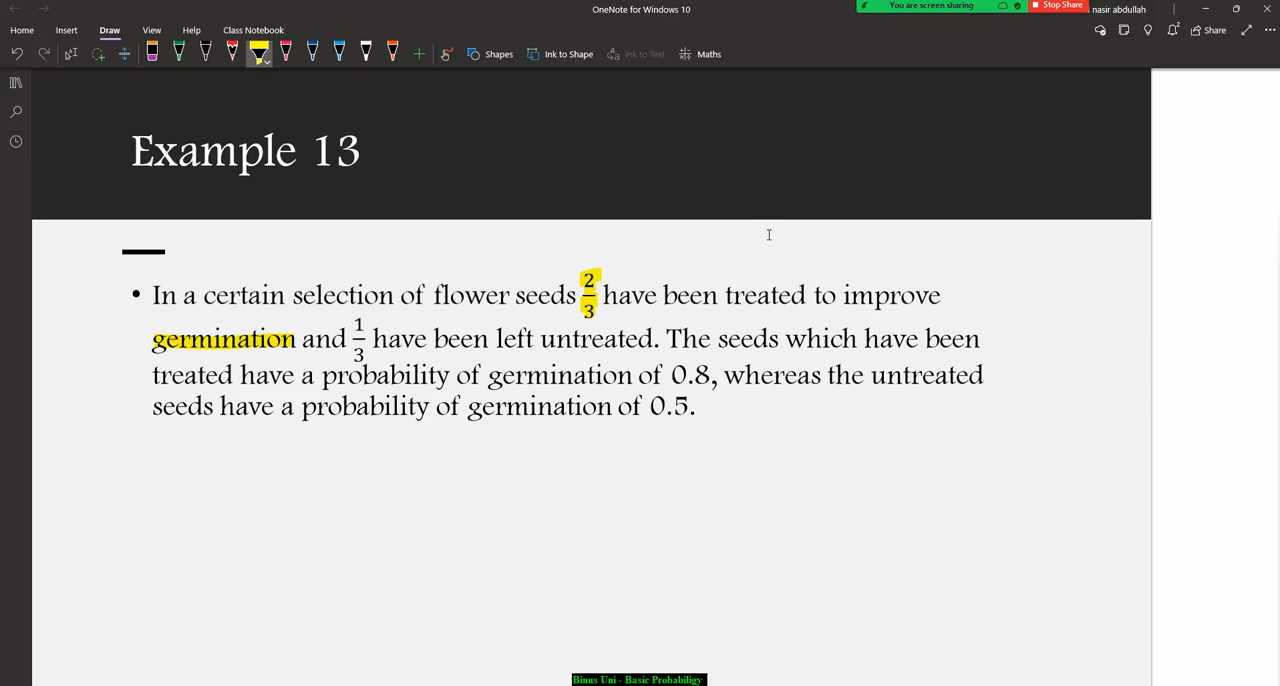 OneNote for Windows 10
You are screen sharing
Stop Share
nasir abdullah
Home Insert Draw View Help Class Notebook
Share
Shapes Ink to Shape Ink to Text Maths
Example 13
• In a certain selection of flower seeds 2/3 have been treated to improve
germination and 1/3 have been left untreated. The seeds which have been
treated have a probability of germination of 0.8, whereas the untreated
seeds have a probability of germination of 0.5.
Binus Uni - Basic Probabiligy